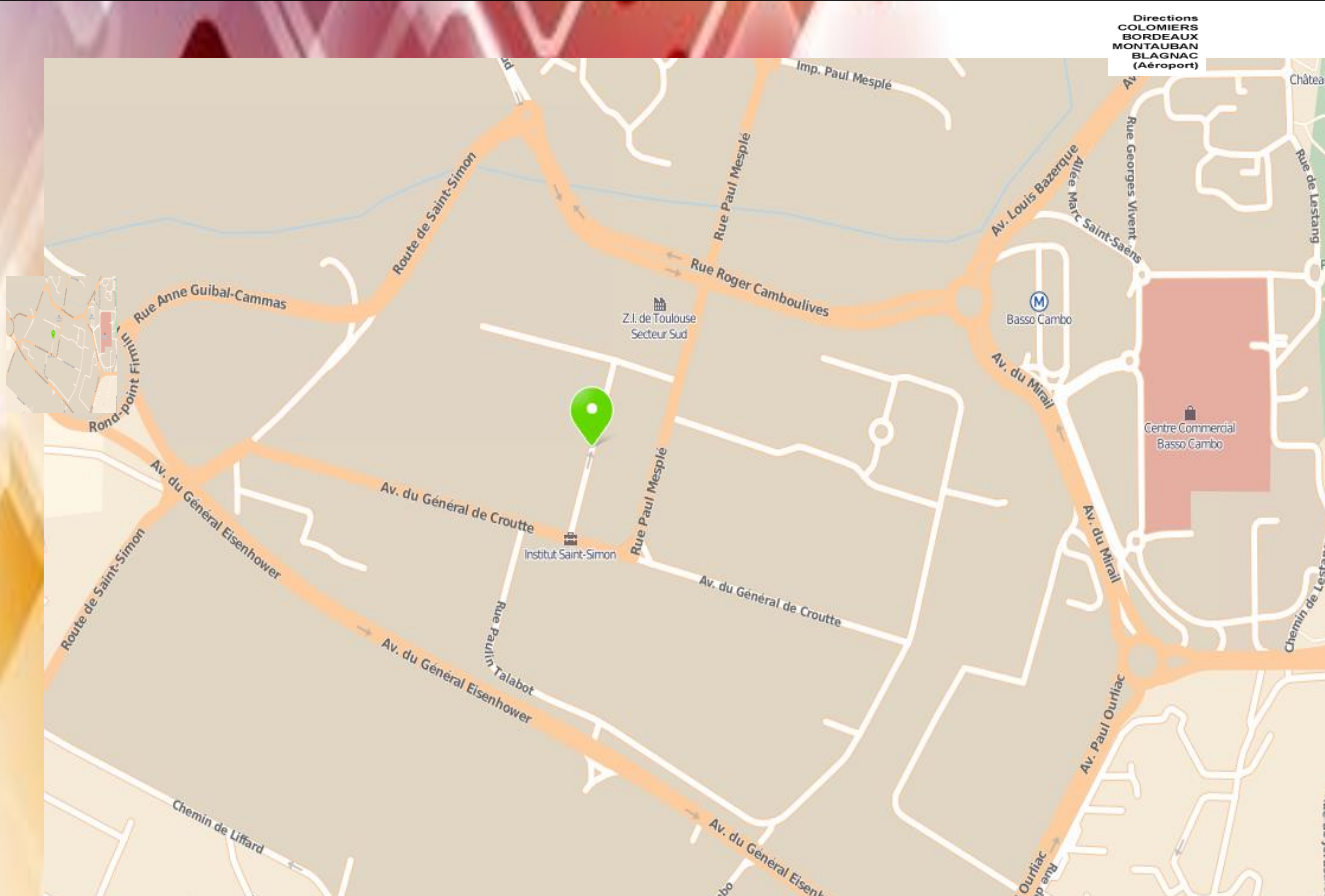 Directions
COLOMIERS
BORDEAUX
MONTAUBAN
BLAGNAC
(Aéroport)
Imp. Paul Mesplé
Av. Louis Bazerque
Rue Georges Vivent
Allée Marc Saint-Saëns
Rue de Lestang
Route de Saint-Simon
Rue Paul Mesplé
Rue Roger Camboulives
Rue Anne Guibal-Cammas
Z.I. de Toulouse
Secteur Sud
M
Basso Cambo
Av. du Mirail
Rond-point Firmin
Centre Commercial
Basso Cambo
Av. du Général Eisenhower
Av. du Général de Croutte
Rue Paul Mesplé
Institut Saint-Simon
Av. du Mirail
Route de Saint-Simon
Av. du Général de Croutte
Rue Paulin Talabot
Av. du Général Eisenhower
Av. Paul Ourliac
Chemin de Liffard
Av. du Général